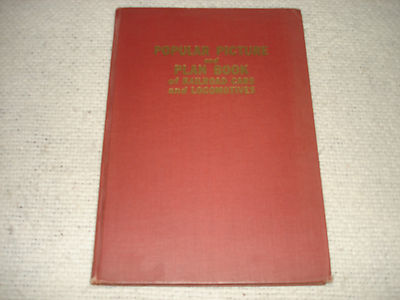 POPULAR PICTURE
and
PLAN BOOK
of RAILROAD CARS
and LOCOMOTIVES